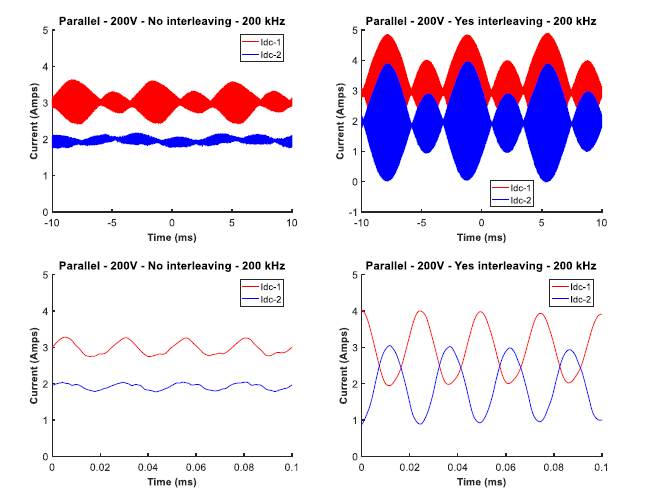 Parallel - 200V - No interleaving - 200 kHz
Current (Amps)
5
4
3
2
1
0
Idc-1
Idc-2
-10 -5 0 5 10
Time (ms)
Parallel - 200V - Yes interleaving - 200 kHz
Current (Amps)
5
4
3
2
1
0
-1
Idc-1
Idc-2
-10 -5 0 5 10
Time (ms)
Parallel - 200V - No interleaving - 200 kHz
Current (Amps)
5
4
3
2
1
0
Idc-1
Idc-2
0 0.02 0.04 0.06 0.08 0.1
Time (ms)
Parallel - 200V - Yes interleaving - 200 kHz
Current (Amps)
5
4
3
2
1
0
Idc-1
Idc-2
0 0.02 0.04 0.06 0.08 0.1
Time (ms)